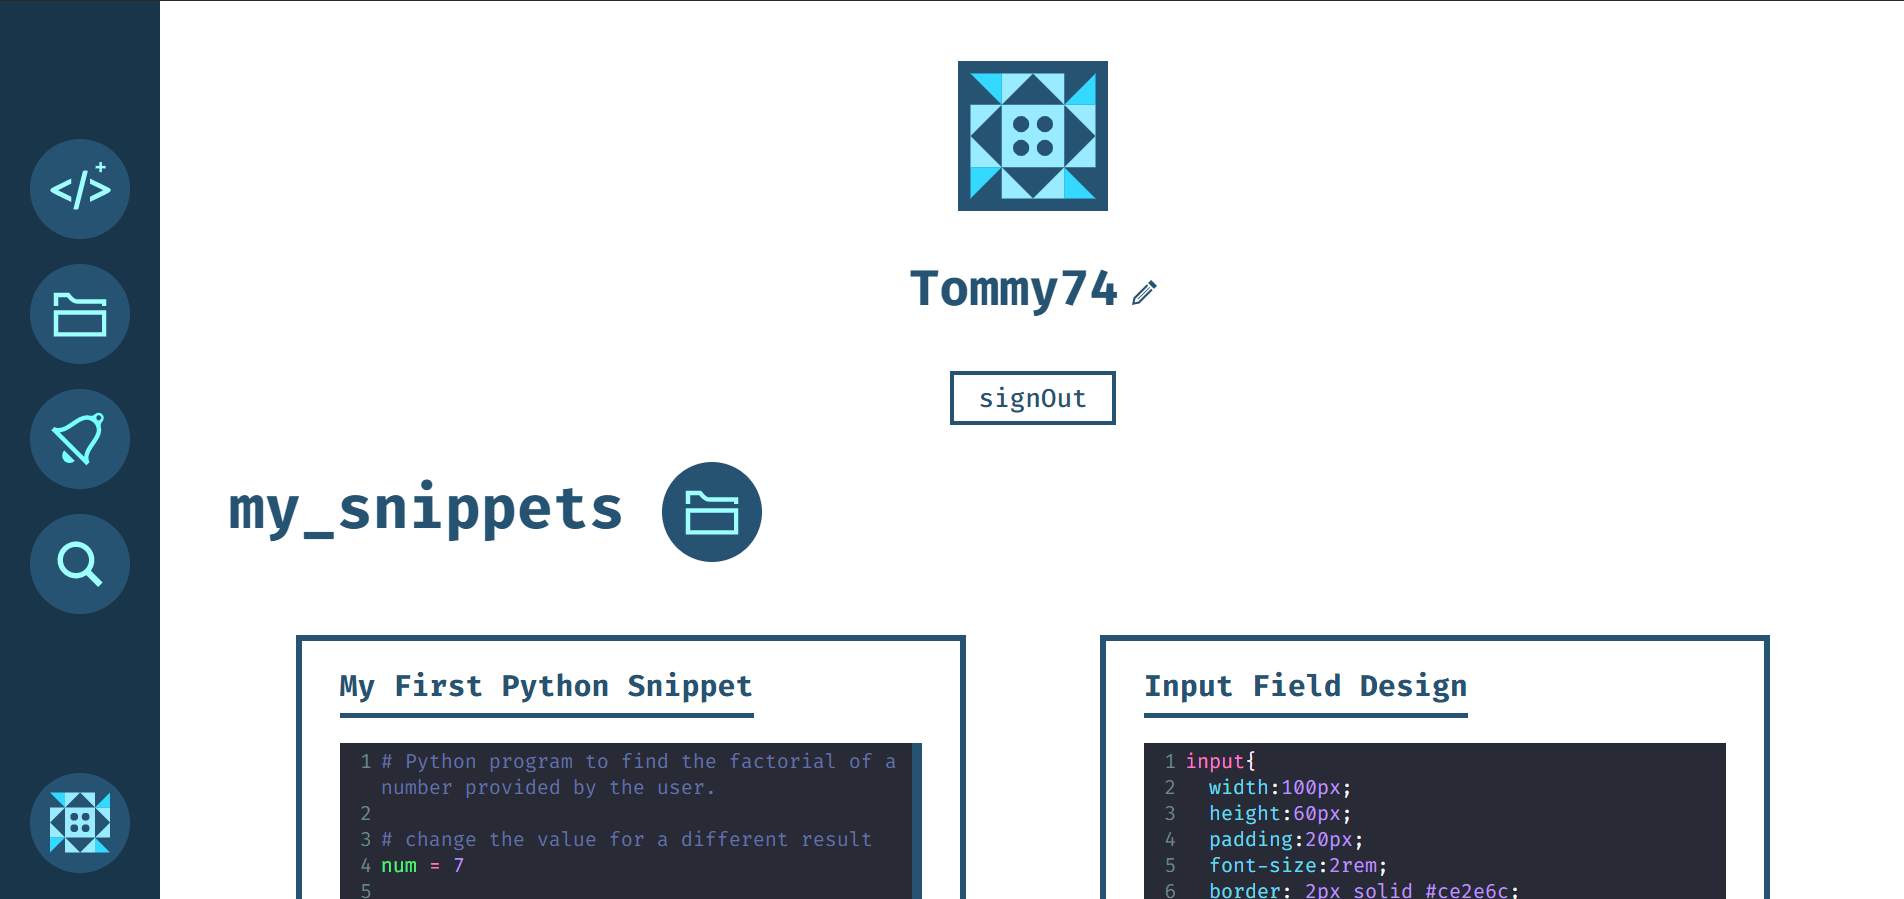 </>+
Tommy74
signOut
my_snippets
My First Python Snippet
1 # Python program to find the factorial of a
number provided by the user.
2
3 # change the value for a different result
4 num = 7
5
Input Field Design
1 input{
2 width:100px;
3 height:60px;
4 padding:20px;
5 font-size:2rem;
6 border: 2px solid #ce2e6c;